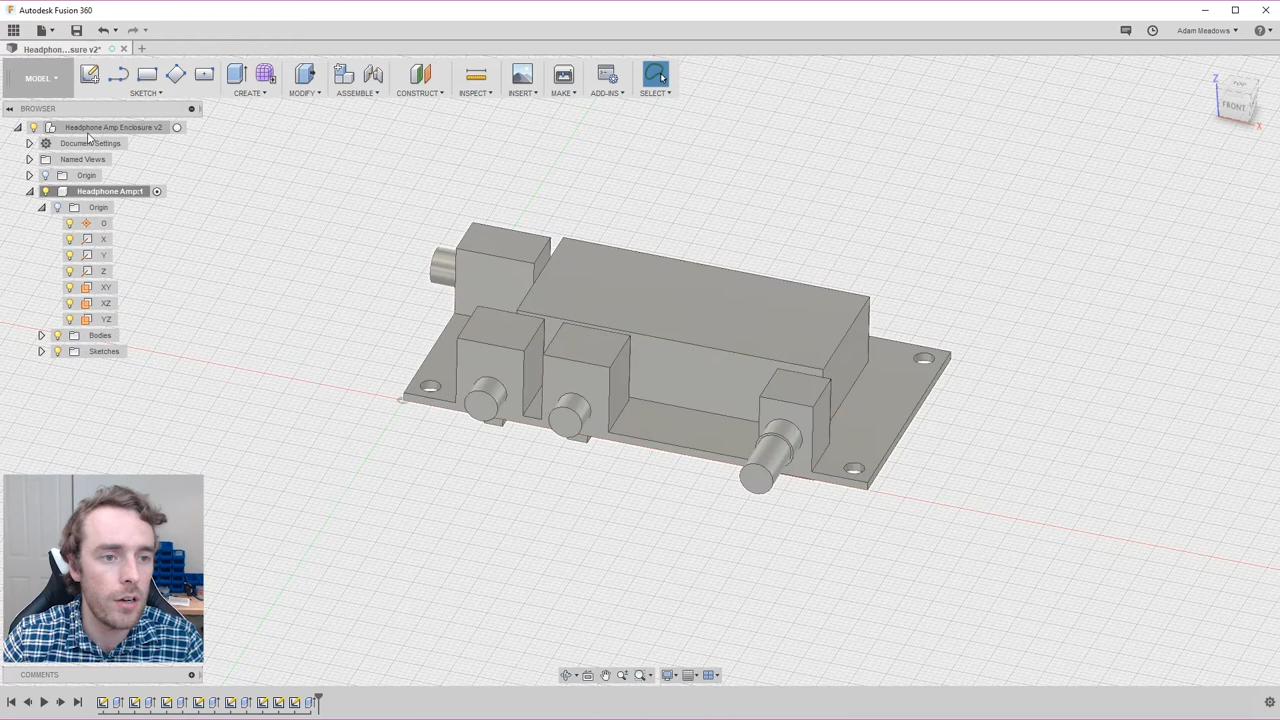 Autodesk Fusion 360
Adam Meadows
Headphon...sure v2*
MODEL
SKETCH
CREATE
MODIFY
ASSEMBLE
CONSTRUCT
INSPECT
INSERT
MAKE
ADD-INS
SELECT
BROWSER
Headphone Amp Enclosure v2
Document Settings
Named Views
Origin
Headphone Amp:1
Origin
O
X
Y
Z
XY
XZ
YZ
Bodies
Sketches
Z
TOP
FRONT
X
COMMENTS